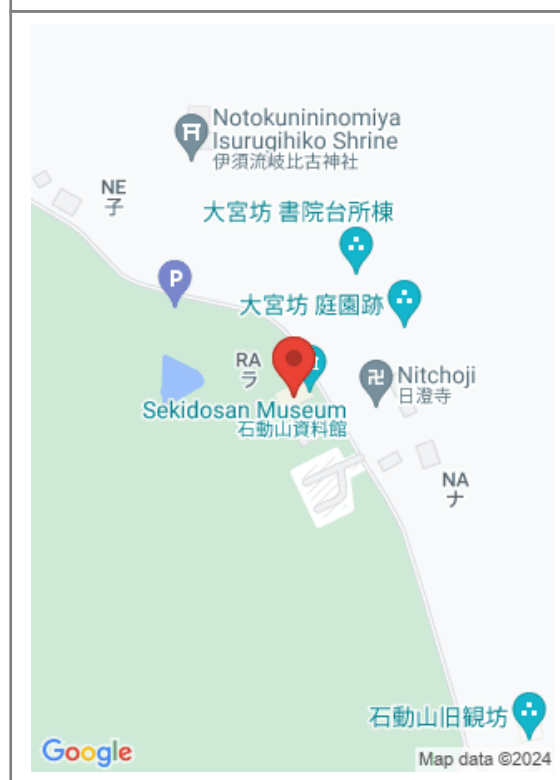 Notokunininomiya
Isurugihiko Shrine
伊須流岐比古神社
NE
子
大宮坊 書院台所棟
P
大宮坊 庭園跡
RA
ラ
Nitchoji
日澄寺
Sekidosan Museum
石動山資料館
NA
ナ
石動山旧観坊
Google
Map data ©2024